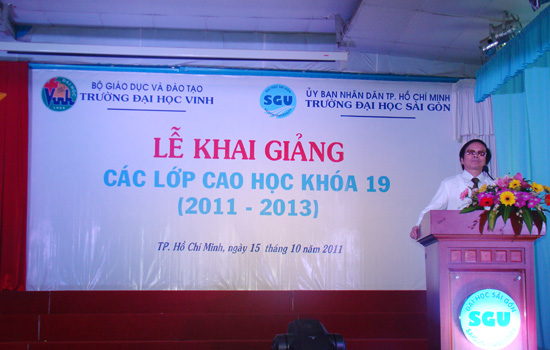 Vinh
BỘ GIÁO DỤC VÀ ĐÀO TẠO
TRƯỜNG ĐẠI HỌC VINH
SGU
ỦY BAN NHÂN DÂN TP. HỒ CHÍ MINH
TRƯỜNG ĐẠI HỌC SÀI GÒN
LỄ KHAI GIẢNG
CÁC LỚP CAO HỌC KHÓA 19
(2011 - 2013)
TP. Hồ Chí Minh, ngày 15 tháng 10 năm 2011
ĐẠI HỌC SÀI GÒN
SGU